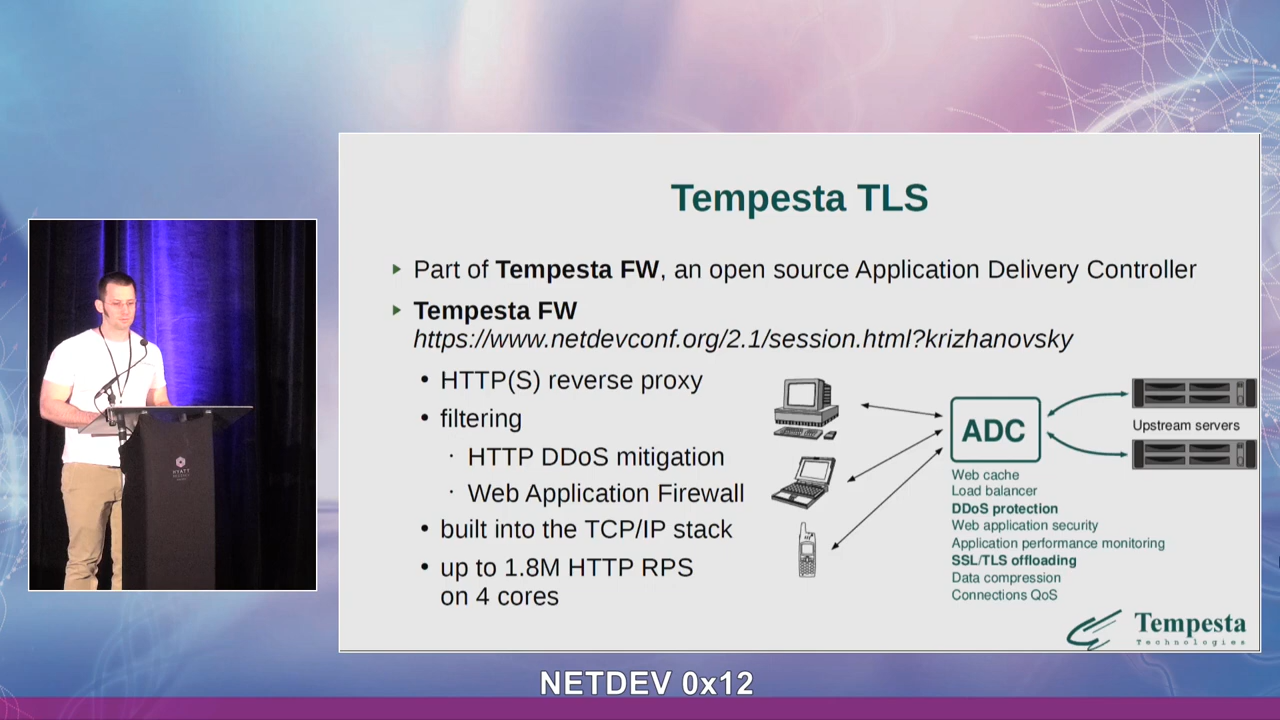 Tempesta TLS
Part of Tempesta FW, an open source Application Delivery Controller
Tempesta FW
https://www.netdevconf.org/2.1/session.html?krizhanovsky
HTTP(S) reverse proxy
filtering
HTTP DDoS mitigation
Web Application Firewall
built into the TCP/IP stack
up to 1.8M HTTP RPS
on 4 cores
ADC
Upstream servers
Web cache
Load balancer
DDoS protection
Web application security
Application performance monitoring
SSL/TLS offloading
Data compression
Connections QoS
Tempesta
Technologies
HYATT
NETDEV 0x12